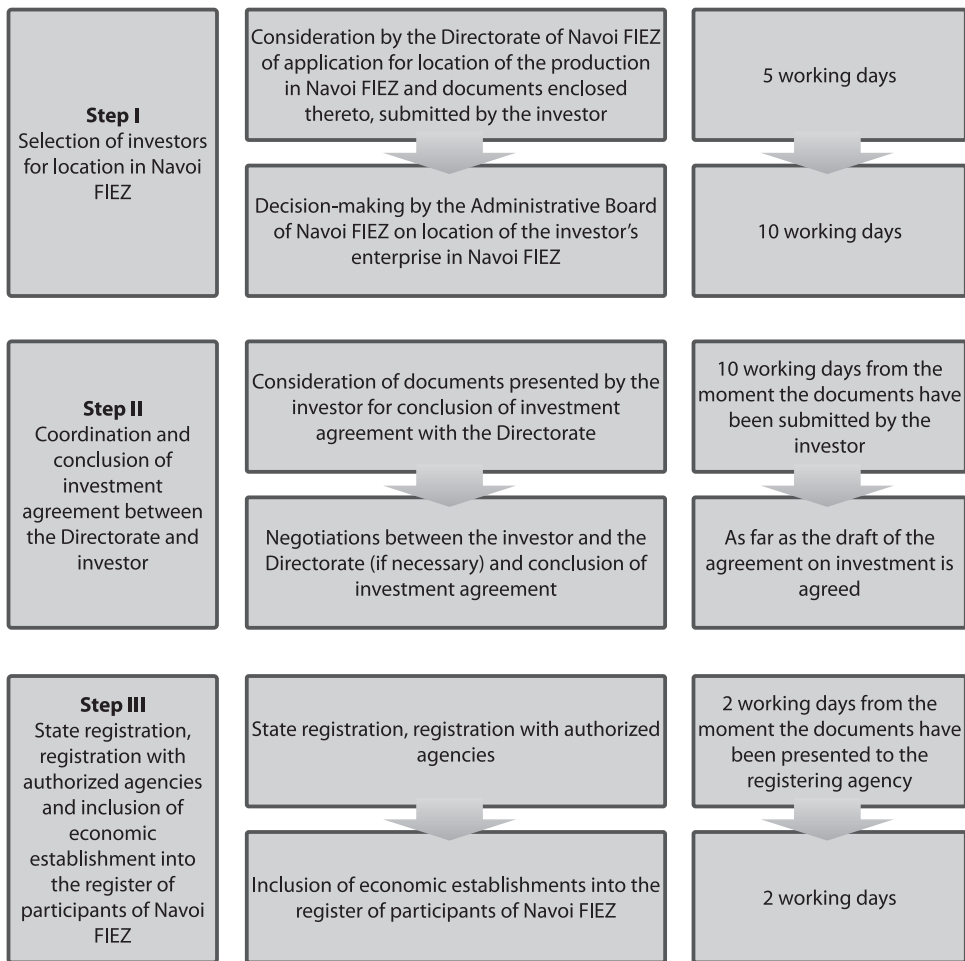 Step I
Selection of investors
for location in Navoi
FIEZ
Consideration by the Directorate of Navoi FIEZ
of application for location of the production
in Navoi FIEZ and documents enclosed
thereto, submitted by the investor
5 working days
Decision-making by the Administrative Board
of Navoi FIEZ on location of the investor’s
enterprise in Navoi FIEZ
10 working days
Step II
Coordination and
conclusion of
investment
agreement between
the Directorate and
investor
Consideration of documents presented by the
investor for conclusion of investment
agreement with the Directorate
10 working days from the
moment the documents have
been submitted by the
investor
Negotiations between the investor and the
Directorate (if necessary) and conclusion of
investment agreement
As far as the draft of the
agreement on investment is
agreed
Step III
State registration,
registration with
authorized agencies
and inclusion of
economic
establishment into
the register of
participants of Navoi
FIEZ
State registration, registration with authorized
agencies
2 working days from the
moment the documents have
been presented to the
registering agency
Inclusion of economic establishments into the
register of participants of Navoi FIEZ
2 working days